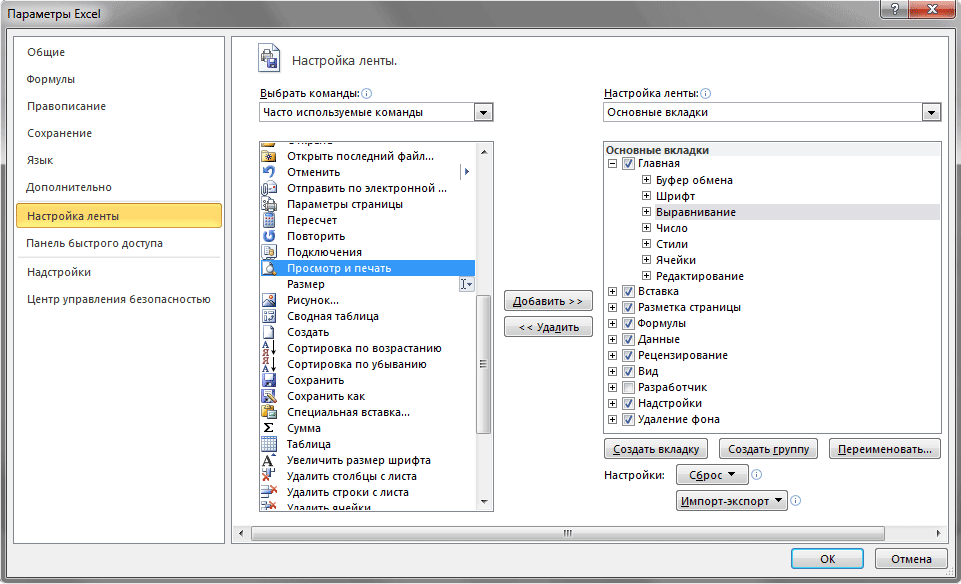 Параметры Excel
Общие
Формулы
Правописание
Сохранение
Язык
Дополнительно
Настройка ленты
Панель быстрого доступа
Надстройки
Центр управления безопасностью
Настройка ленты.
Выбрать команды:
Часто используемые команды
Открыть последний файл...
Отменить
Отправить по электронной ...
Параметры страницы
Пересчет
Повторить
Подключения
Просмотр и печать
Размер
Рисунок...
Сводная таблица
Создать
Сортировка по возрастанию
Сортировка по убыванию
Сохранить
Сохранить как
Специальная вставка...
Сумма
Таблица
Увеличить размер шрифта
Удалить столбцы с листа
Удалить строки с листа
Удалить ячейки
Добавить >>
<< Удалить
Настройка ленты:
Основные вкладки
Основные вкладки
Главная
Буфер обмена
Шрифт
Выравнивание
Число
Стили
Ячейки
Редактирование
Вставка
Разметка страницы
Формулы
Данные
Рецензирование
Вид
Разработчик
Надстройки
Удаление фона
Создать вкладку
Создать группу
Переименовать...
Настройки:
Сброс
Импорт-экспорт
ОК
Отмена